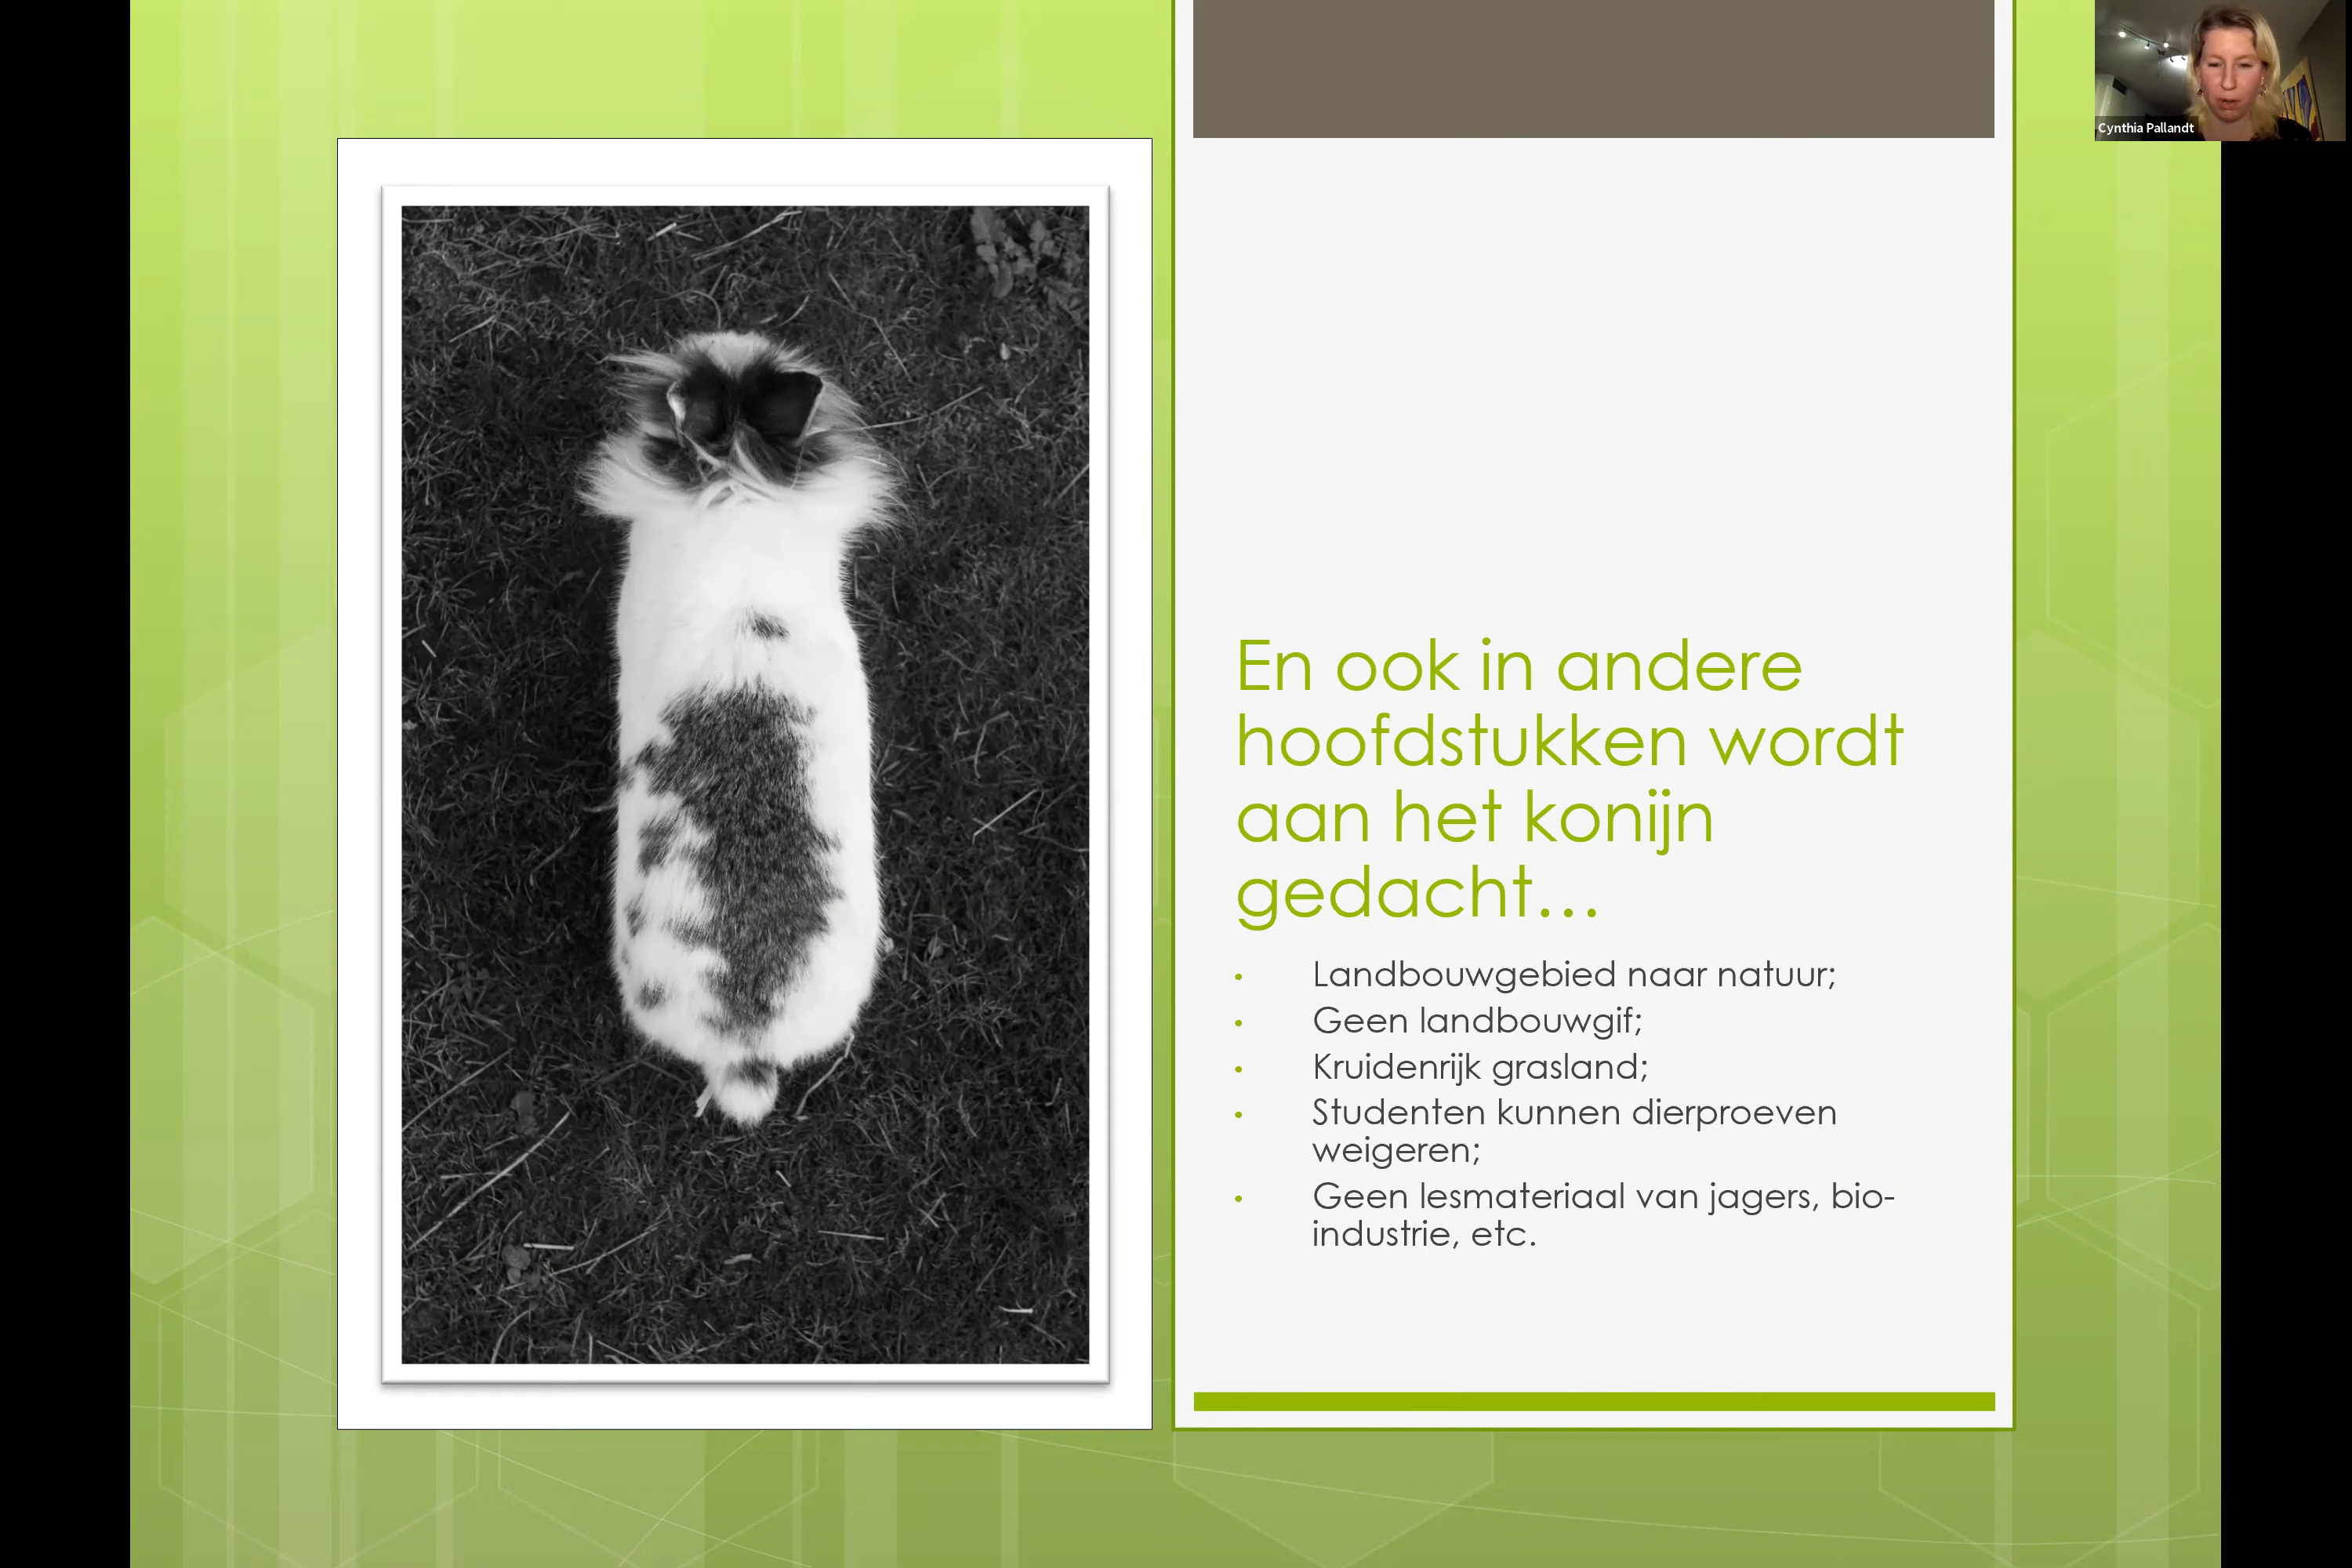 Cynthia Pallandt
En ook in andere
hoofdstukken wordt
aan het konijn
gedacht...
• Landbouwgebied naar natuur;
• Geen landbouwgif;
• Kruidenrijk grasland;
• Studenten kunnen dierproeven
weigeren;
• Geen lesmateriaal van jagers, bio-
industrie, etc.